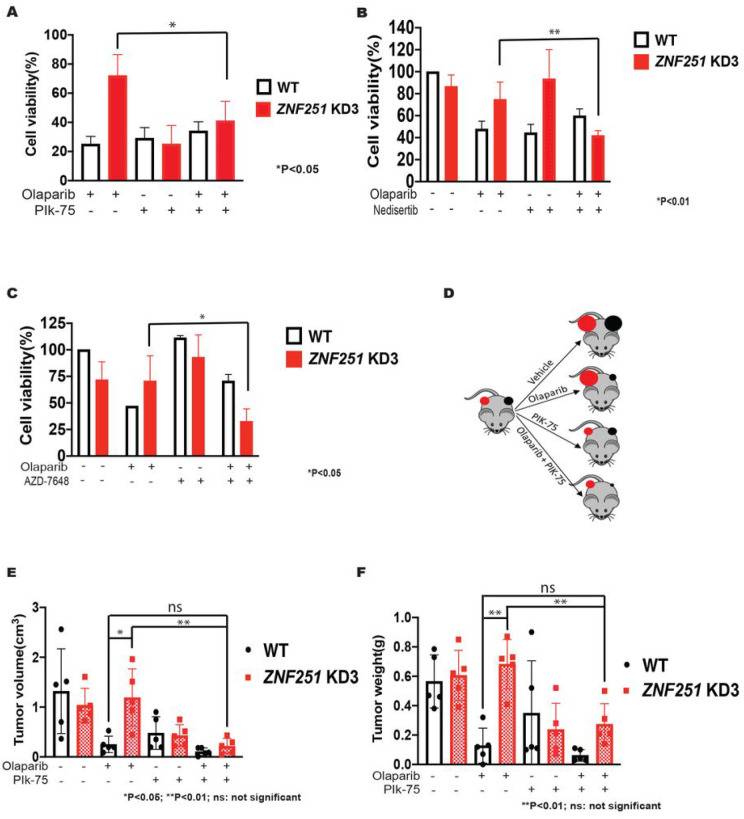 A
Cell viability(%)
100
80
60
40
20
0
*
WT
ZNF251 KD3
*P<0.05
Olaparib + + - - + +
PIk-75 - - + + + +
B
Cell viability(%)
140
120
100
80
60
40
20
0
**
WT
ZNF251 KD3
*P<0.01
Olaparib - - + + - - + +
Nedisertib - - - - + + + +
C
Cell viability(%)
125
100
75
50
25
0
*
WT
ZNF251 KD3
*P<0.05
Olaparib - - + + - - + +
AZD-7648 - - - - + + + +
D
Vehicle
Olaparib
PIK-75
Olaparib + PIK-75
E
Tumor volume(cm3)
3
2
1
0
ns
*
**
WT
ZNF251 KD3
Olaparib - - + + - - + +
PIk-75 - - - - + + + +
*P<0.05; **P<0.01; ns: not significant
F
Tumor weight(g)
1.0
0.8
0.6
0.4
0.2
0.0
ns
**
**
WT
ZNF251 KD3
Olaparib - - + + - - + +
PIk-75 - - - - + + + +
**P<0.01; ns: not significant